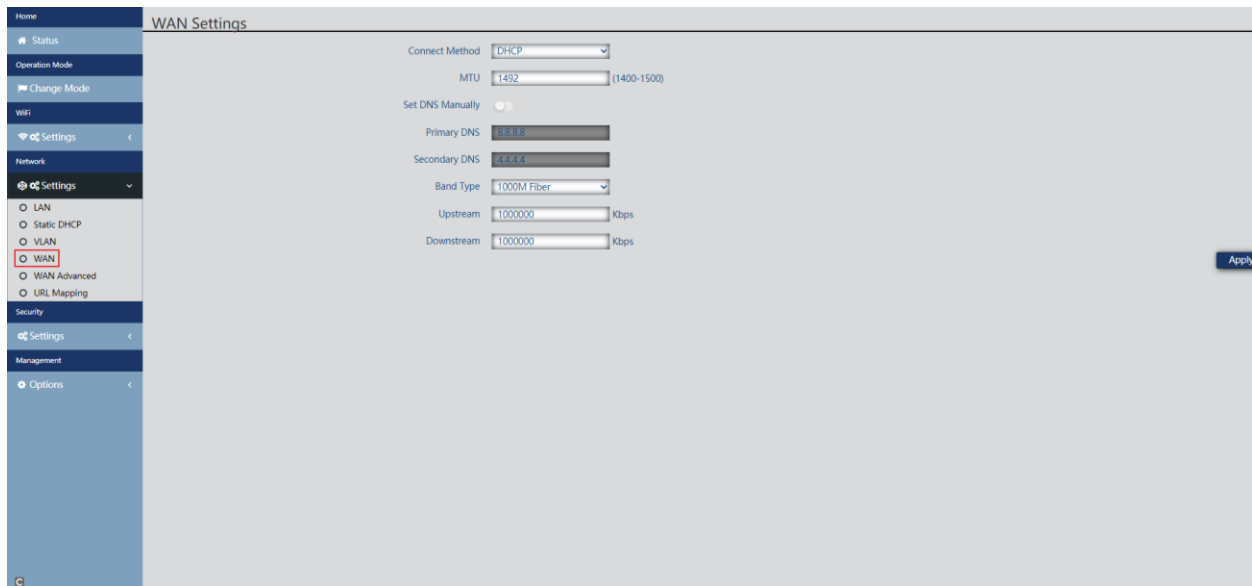 Home
Status
Operation Mode
Change Mode
WiFi
Settings
Network
Settings
LAN
Static DHCP
VLAN
WAN
WAN Advanced
URL Mapping
Security
Settings
Management
Options
WAN Settings
Connect Method DHCP
MTU 1492 (1400-1500)
Set DNS Manually
Primary DNS 8.8.8.8
Secondary DNS 4.4.4.4
Band Type 1000M Fiber
Upstream 1000000 Kbps
Downstream 1000000 Kbps
Apply